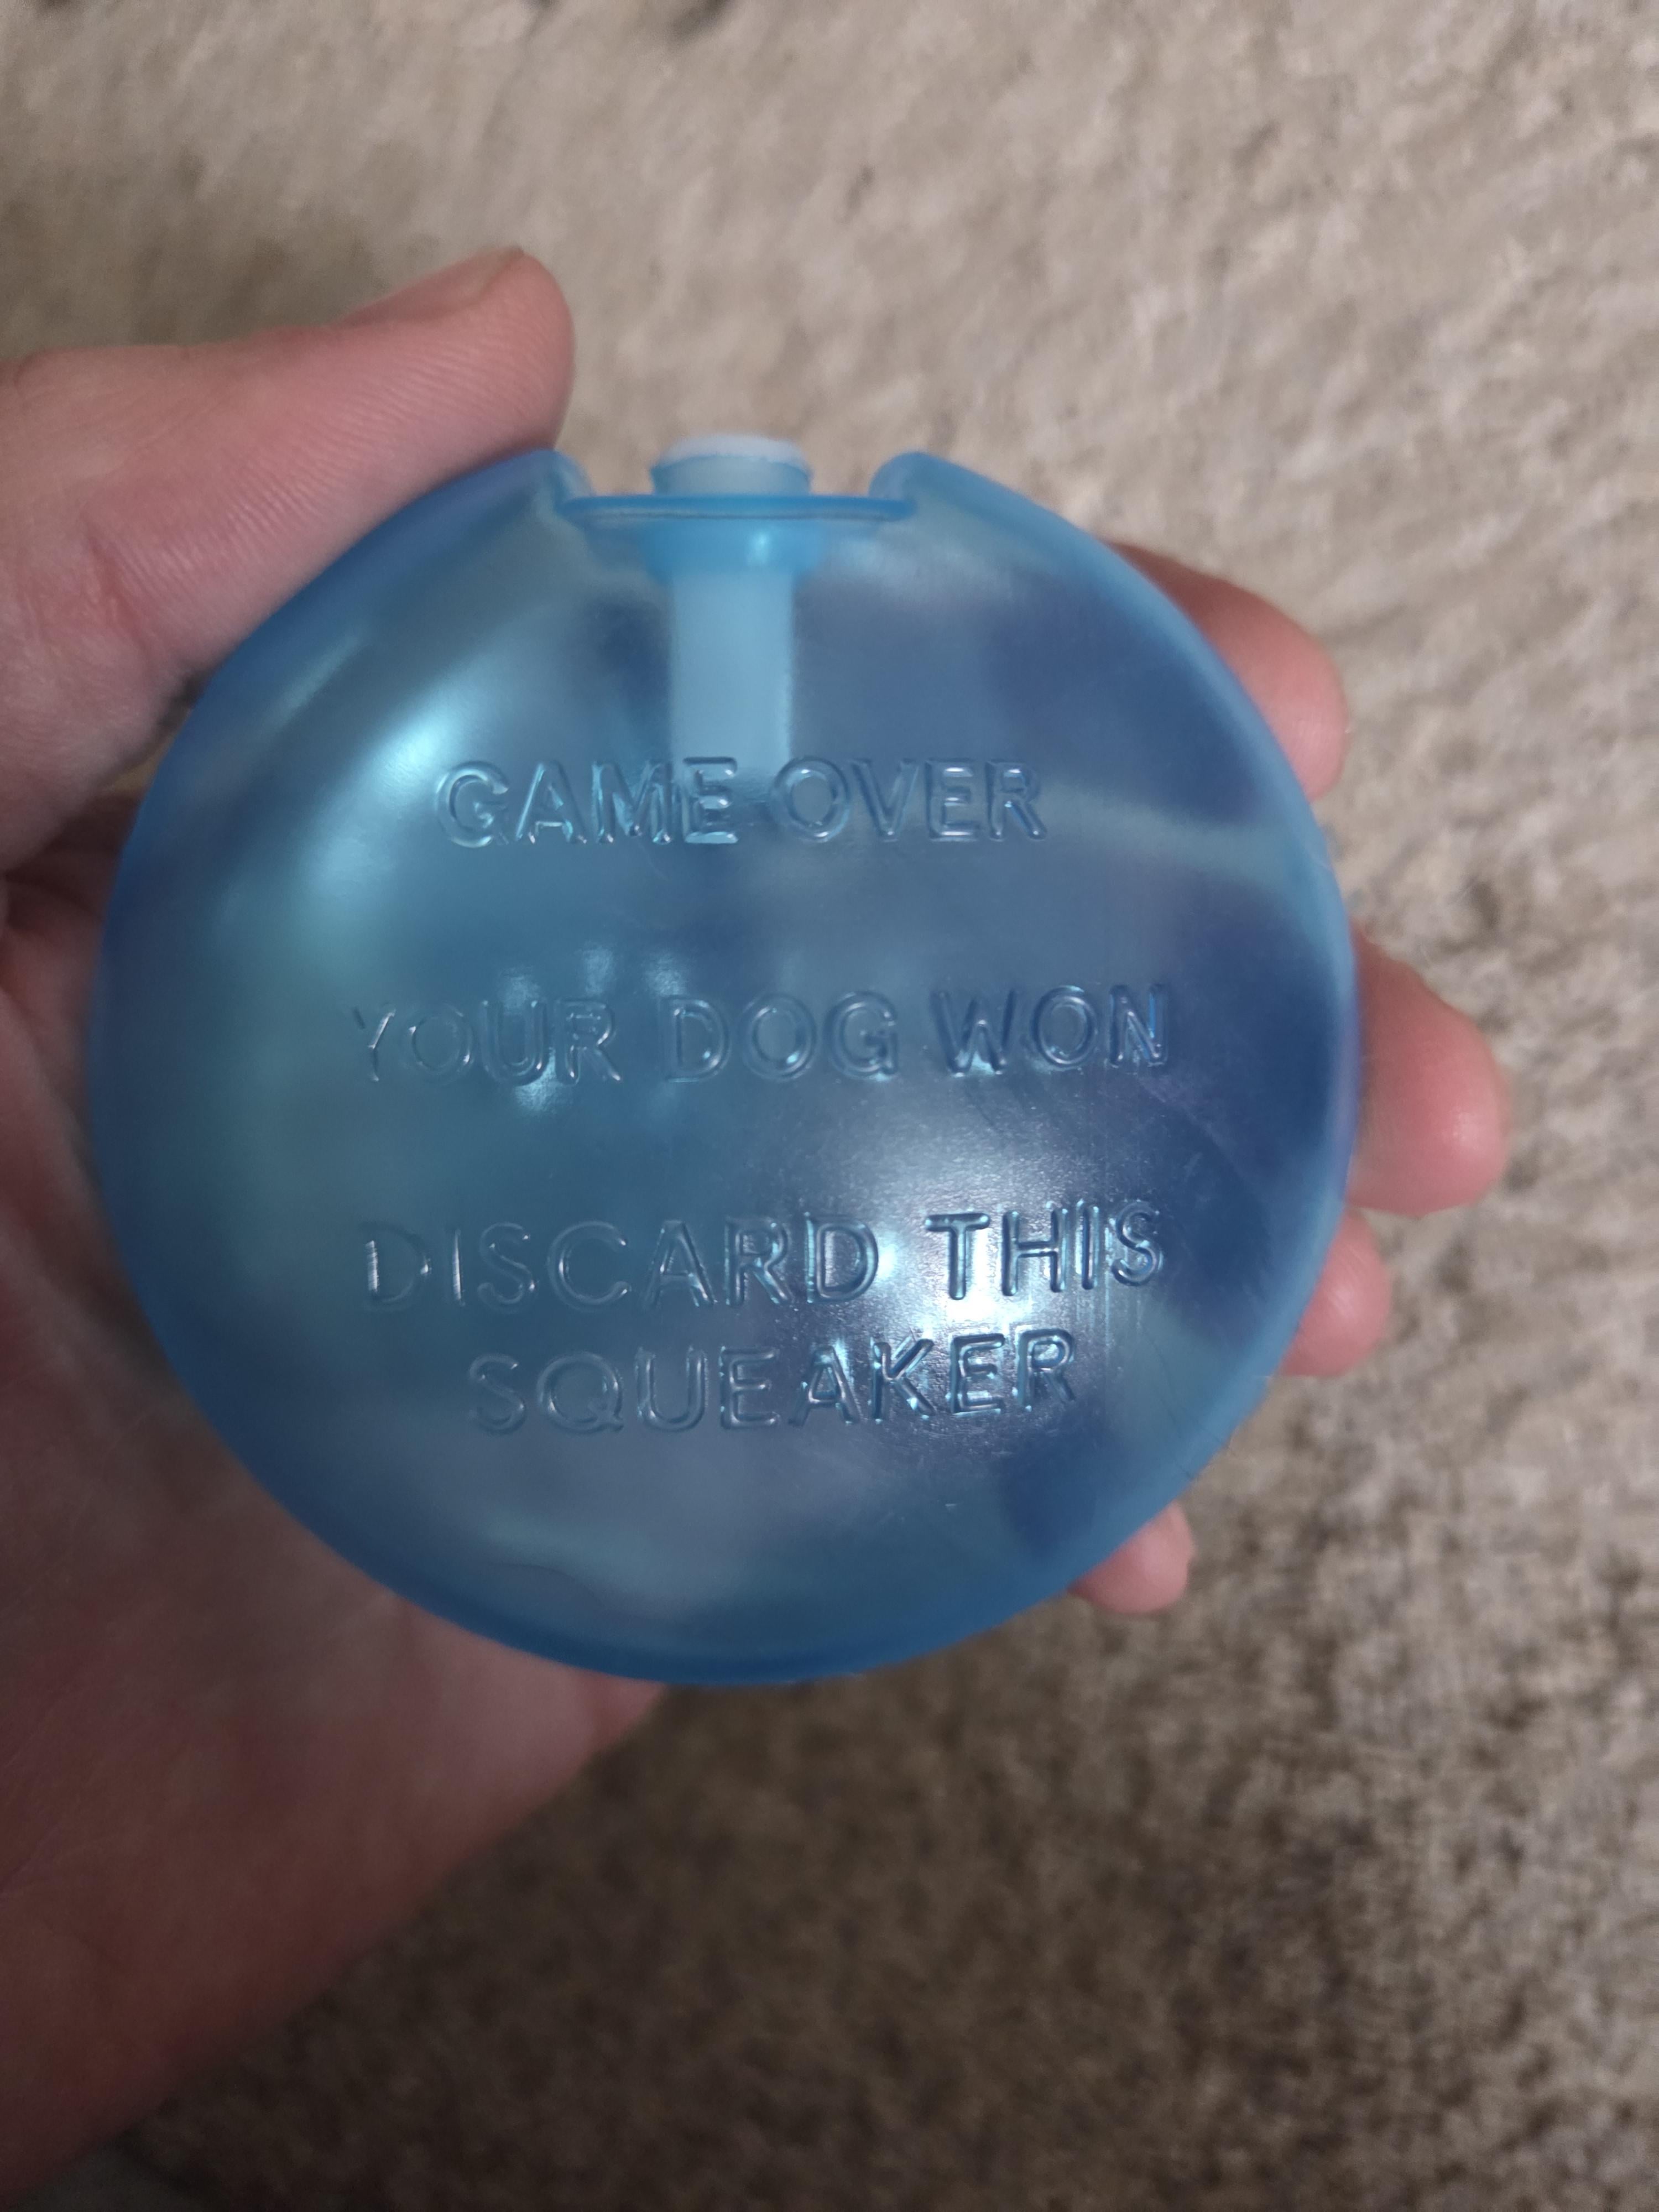 GAME OVER
YOUR DOG WON
DISCARD THIS
SQUEAKER